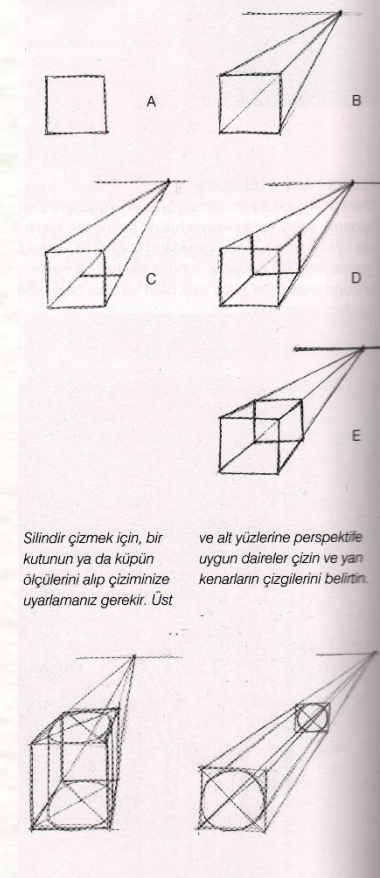 A
B
C
D
E
Silindir çizmek için, bir
kutunun ya da küpün
ölçülerini alıp çiziminize
uyarlamanız gerekir. Üst
ve alt yüzlerine perspektife
uygun daireler çizin ve yan
kenarların çizgilerini belirtin.